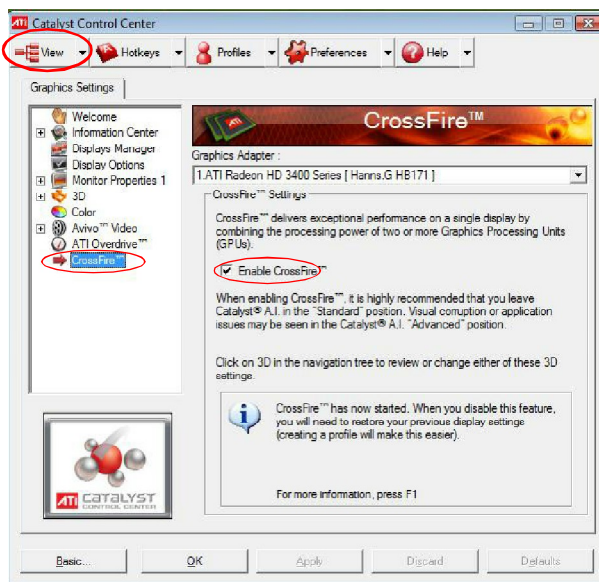 ATI Catalyst Control Center
View Hotkeys Profiles Preferences Help
Graphics Settings
Welcome
Information Center
Displays Manager
Display Options
Monitor Properties 1
3D
Color
Avivo™ Video
ATI Overdrive™
CrossFire™
ATI CATALYST
CONTROL CENTER
CrossFire™
Graphics Adapter :
1.ATI Radeon HD 3400 Series [ Hanns.G HB171 ]
CrossFire™ Settings
CrossFire™ delivers exceptional performance on a single display by
combining the processing power of two or more Graphics Processing Units
(GPUs).
Enable CrossFire™
When enabling CrossFire™, it is highly recommended that you leave
Catalyst® A.I. in the "Standard" position. Visual corruption or application
issues may be seen in the Catalyst® A.I. "Advanced" position.
Click on 3D in the navigation tree to review or change either of these 3D
settings.
CrossFire™ has now started. When you disable this feature,
you will need to restore your previous display settings
(creating a profile will make this easier).
For more information, press F1
Basic... OK Apply Discard Defaults